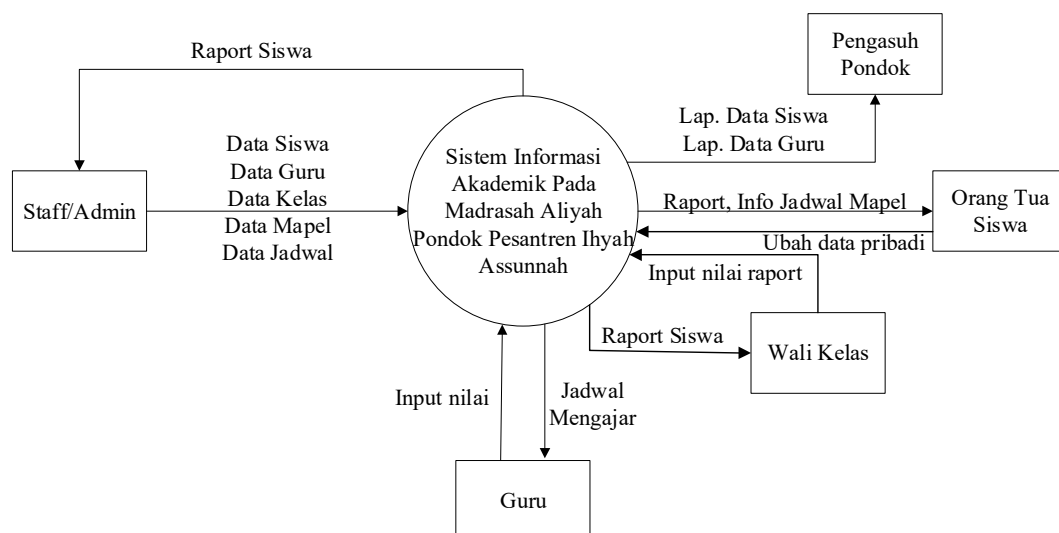 Raport Siswa
Pengasuh
Pondok
Lap. Data Siswa
Lap. Data Guru
Data Siswa
Data Guru
Data Kelas
Data Mapel
Data Jadwal
Staff/Admin
Sistem Informasi
Akademik Pada
Madrasah Aliyah
Pondok Pesantren Ihyah
Assunnah
Raport, Info Jadwal Mapel
Orang Tua
Siswa
Ubah data pribadi
Input nilai raport
Raport Siswa
Wali Kelas
Input nilai
Jadwal
Mengajar
Guru